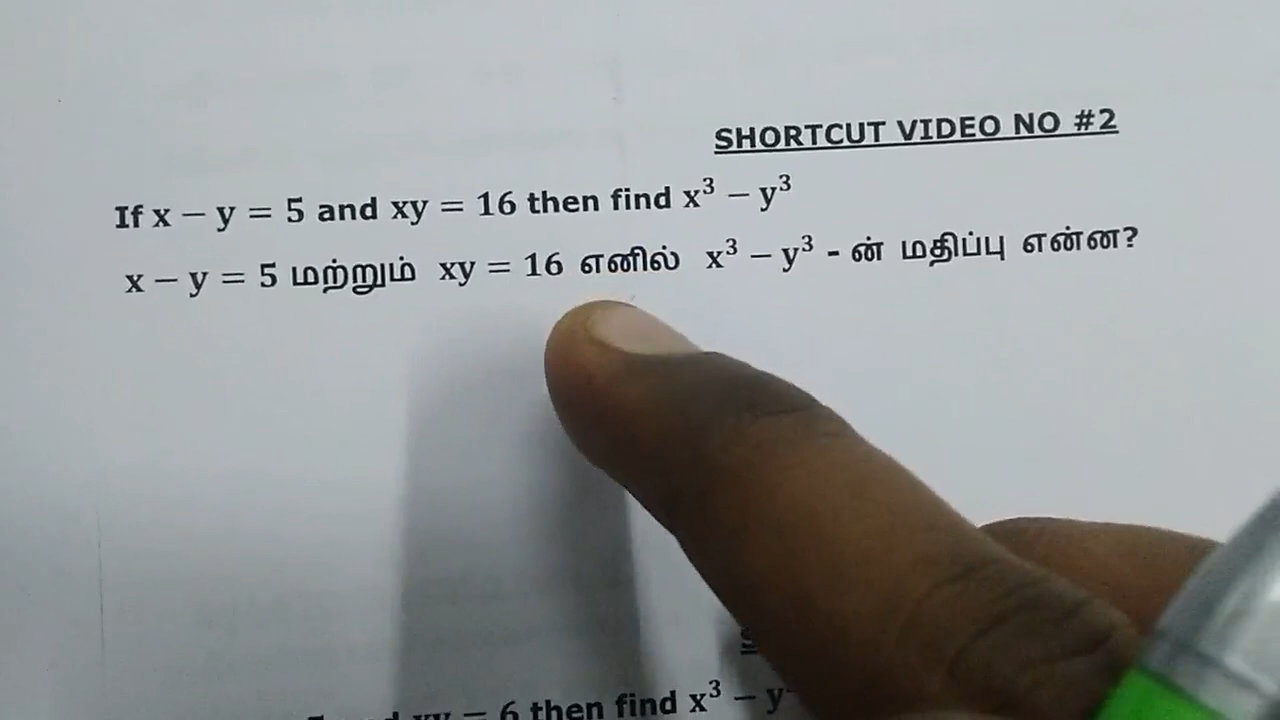 SHORTCUT VIDEO NO #2
If x − y = 5 and xy = 16 then find x³ − y³
x − y = 5 மற்றும் xy = 16 எனில் x³ − y³ - ன் மதிப்பு என்ன?
= 6 then find x³ − y